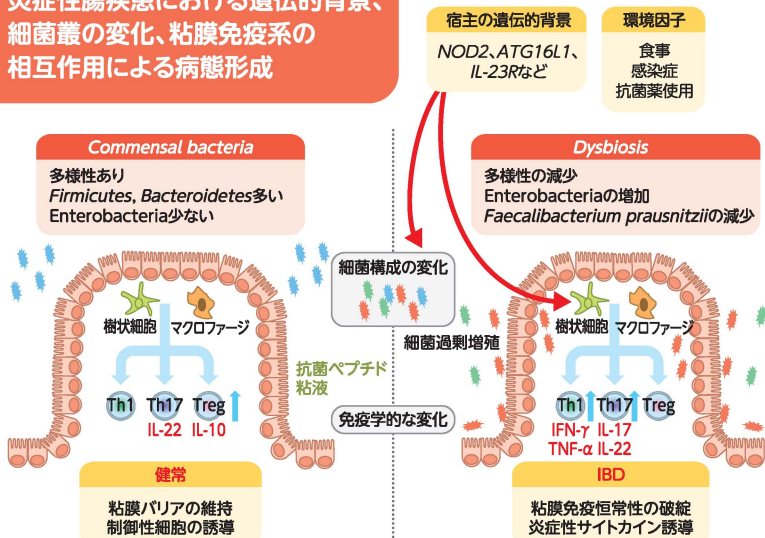 炎症性腸疾患における遺伝的背景、
細菌叢の変化、粘膜免疫系の
相互作用による病態形成
宿主の遺伝的背景
NOD2、ATG16L1、
IL-23Rなど
環境因子
食事
感染症
抗菌薬使用
Commensal bacteria
多様性あり
Firmicutes, Bacteroidetes多い
Enterobacteria少ない
Dysbiosis
多様性の減少
Enterobacteriaの増加
Faecalibacterium prausnitziiの減少
細菌構成の変化
細菌過剰増殖
樹状細胞
マクロファージ
Th1 Th17 Treg
IL-22 IL-10
抗菌ペプチド
粘液
免疫学的な変化
樹状細胞
マクロファージ
Th1 Th17 Treg
IFN-γ IL-17
TNF-α IL-22
健常
粘膜バリアの維持
制御性細胞の誘導
IBD
粘膜免疫恒常性の破綻
炎症性サイトカイン誘導